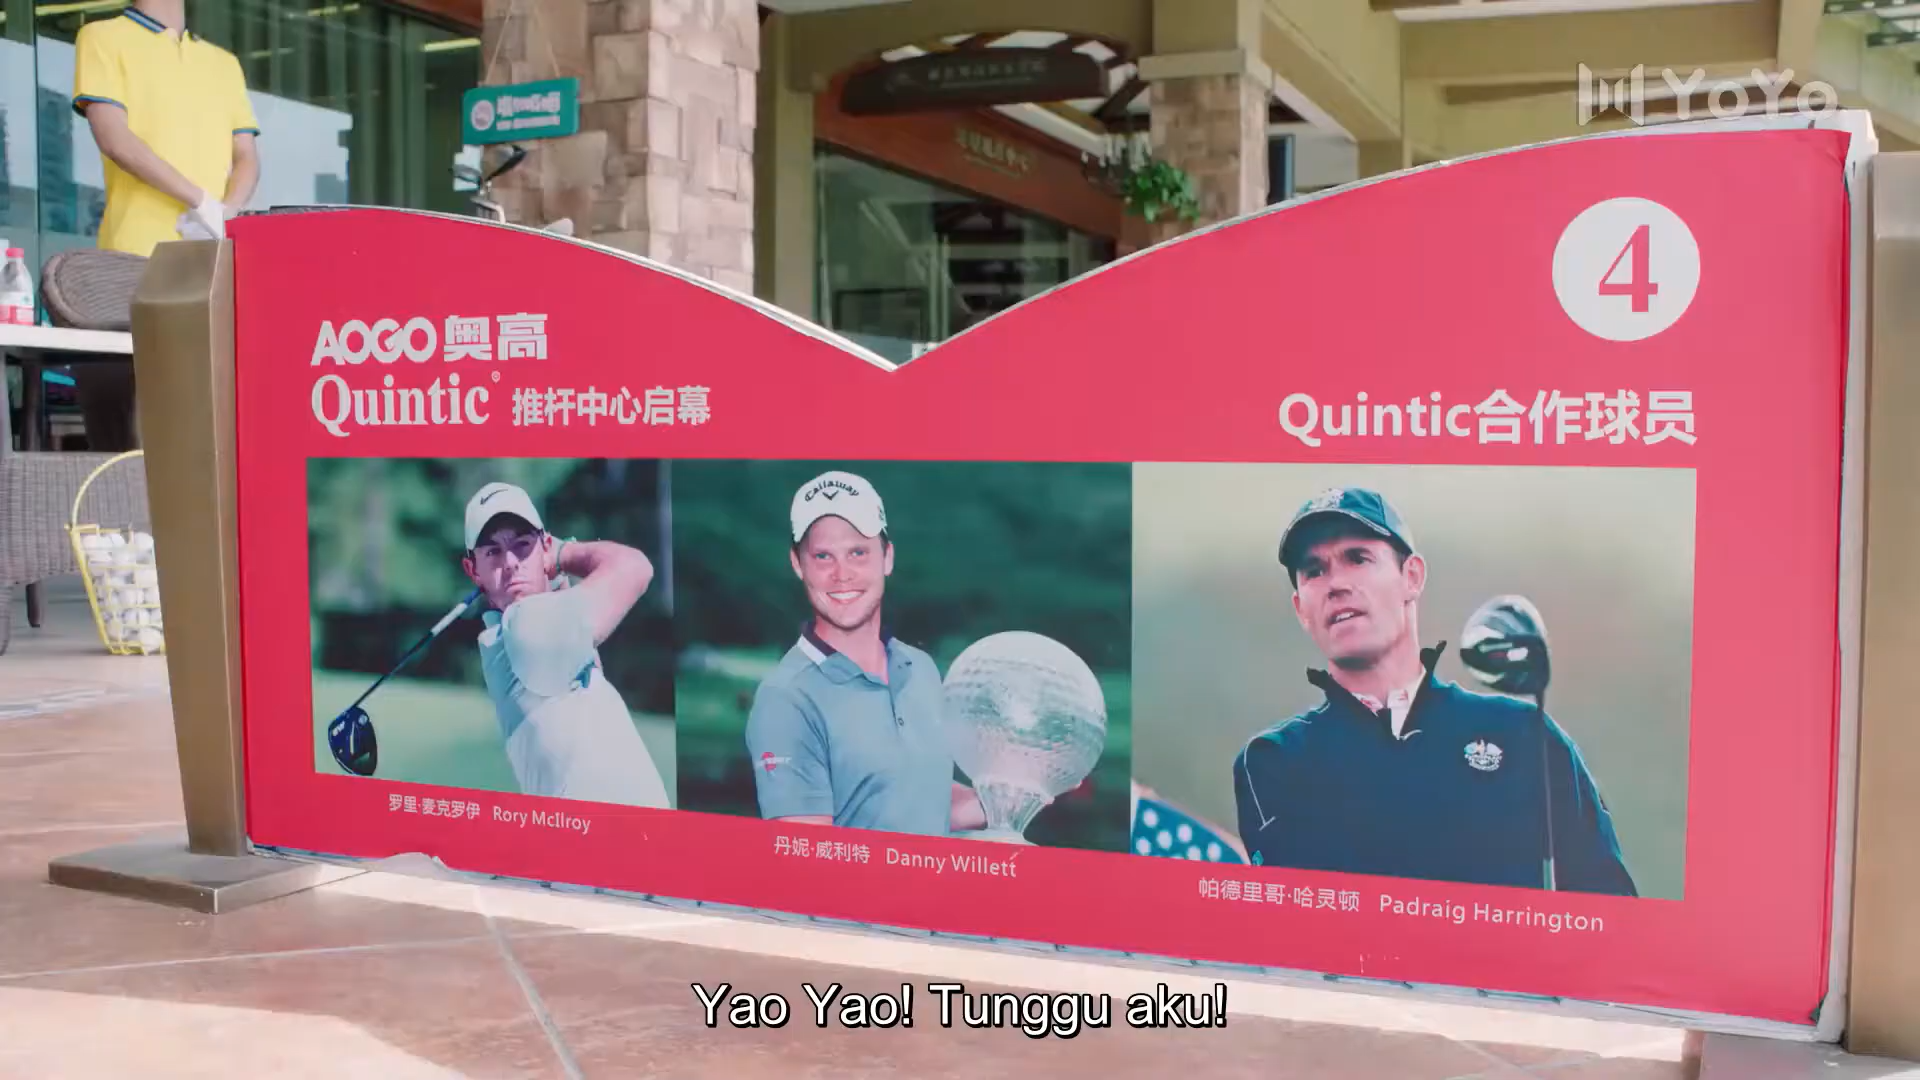 YoYo
4
AOGO奥高
Quintic® 推杆中心启幕
Quintic合作球员
Callaway
罗里·麦克罗伊 Rory McIlroy
丹妮·威利特 Danny Willett
帕德里哥·哈灵顿 Padraig Harrington
Yao Yao! Tunggu aku!